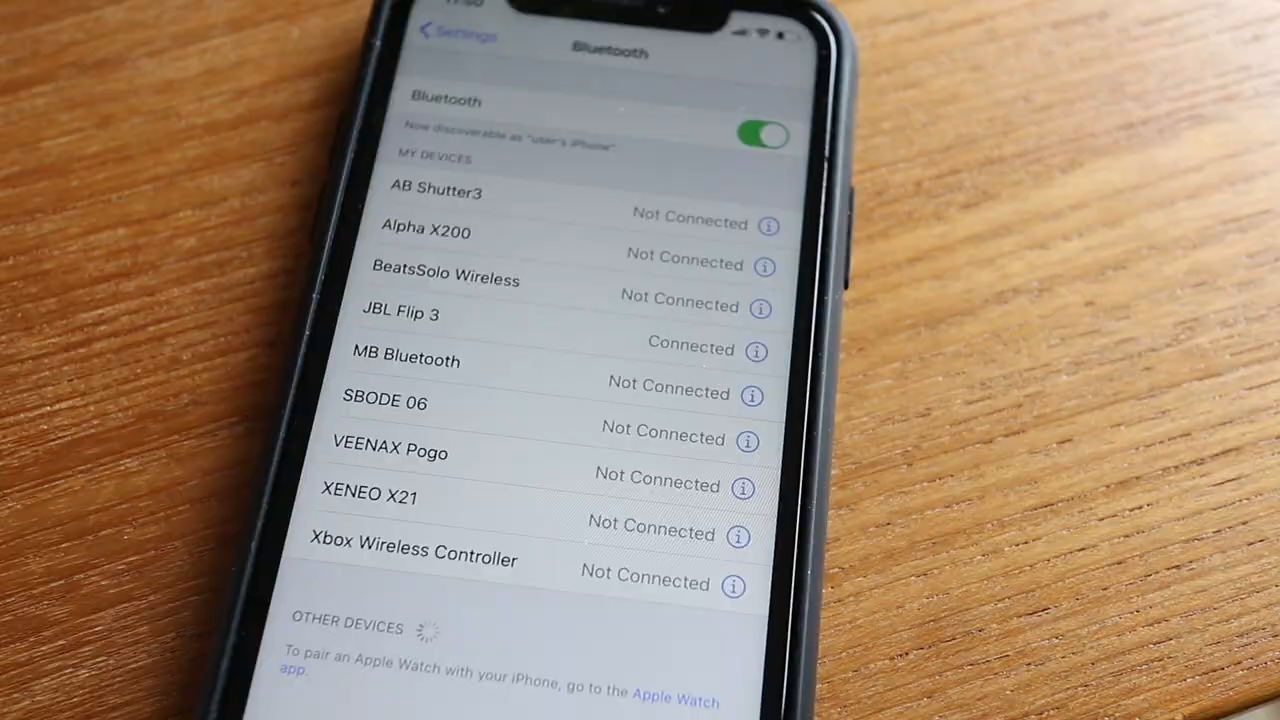 Settings
Bluetooth
Bluetooth
Now discoverable as "user's iPhone"
MY DEVICES
AB Shutter3 Not Connected
Alpha X200 Not Connected
BeatsSolo Wireless Not Connected
JBL Flip 3 Connected
MB Bluetooth Not Connected
SBODE 06 Not Connected
VEENAX Pogo Not Connected
XENEO X21 Not Connected
Xbox Wireless Controller Not Connected
OTHER DEVICES
To pair an Apple Watch with your iPhone, go to the Apple Watch
app.